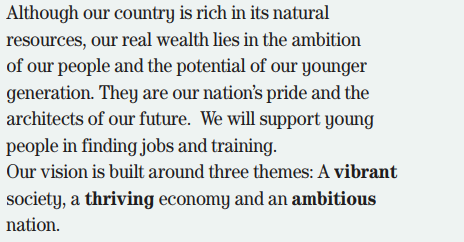 Although our country is rich in its natural
resources, our real wealth lies in the ambition
of our people and the potential of our younger
generation. They are our nation's pride and the
architects of our future.  We will support young
people in finding jobs and training.
Our vision is built around three themes: A vibrant
society, a thriving economy and an ambitious
nation.